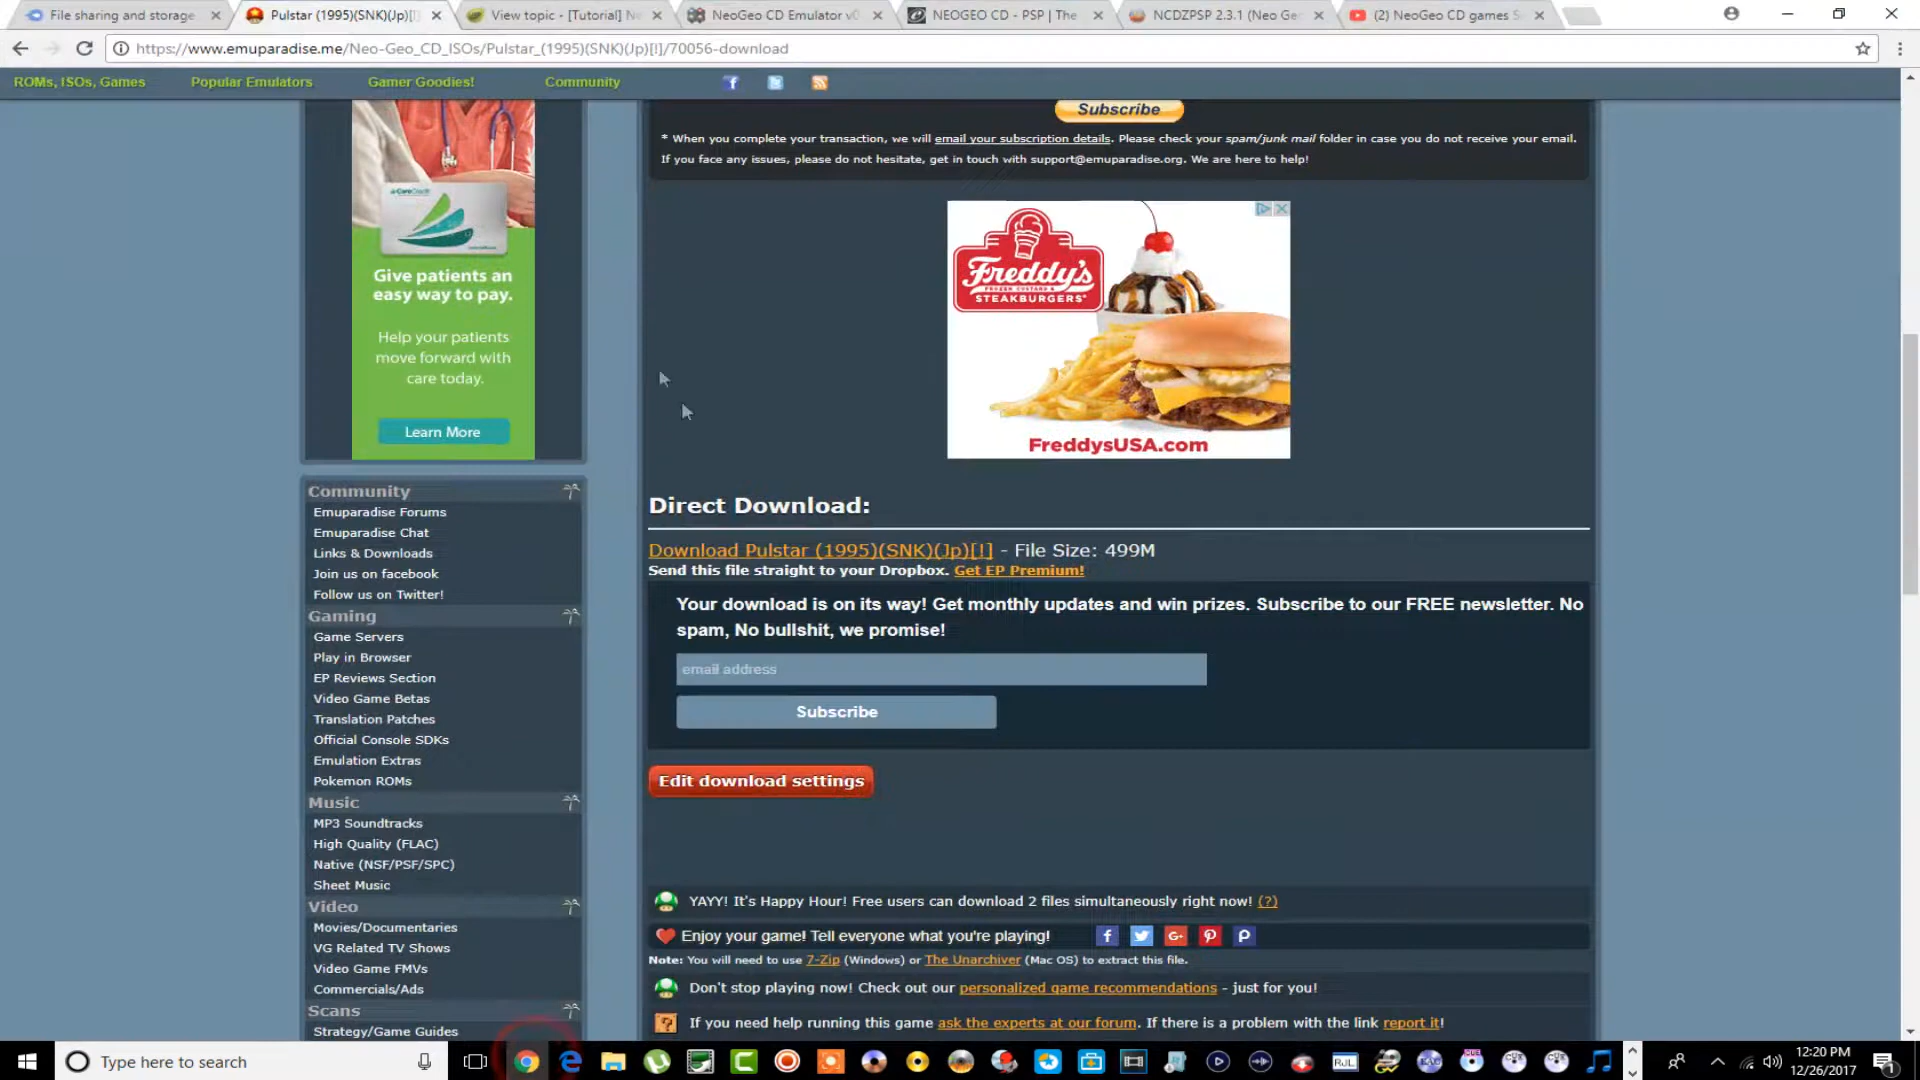 File sharing and storage
Pulstar (1995)(SNK)(Jp)[!]
View topic - [Tutorial] Ne
NeoGeo CD Emulator v0
NEOGEO CD - PSP | The
NCDZPSP 2.3.1 (Neo Ge
(2) NeoGeo CD games S
https://www.emuparadise.me/Neo-Geo_CD_ISOs/Pulstar_(1995)(SNK)(Jp)[!]/70056-download
ROMs, ISOs, Games
Popular Emulators
Gamer Goodies!
Community
Subscribe
* When you complete your transaction, we will email your subscription details. Please check your spam/junk mail folder in case you do not receive your email.
If you face any issues, please do not hesitate, get in touch with support@emuparadise.org. We are here to help!
CareCredit
Give patients an
easy way to pay.
Help your patients
move forward with
care today.
Learn More
Freddy's
FROZEN CUSTARD &
STEAKBURGERS
FreddysUSA.com
Direct Download:
Download Pulstar (1995)(SNK)(Jp)[!] - File Size: 499M
Send this file straight to your Dropbox. Get EP Premium!
Your download is on its way! Get monthly updates and win prizes. Subscribe to our FREE newsletter. No
spam, No bullshit, we promise!
email address
Subscribe
Edit download settings
YAYY! It's Happy Hour! Free users can download 2 files simultaneously right now! (?)
Enjoy your game! Tell everyone what you're playing!
Note: You will need to use 7-Zip (Windows) or The Unarchiver (Mac OS) to extract this file.
Don't stop playing now! Check out our personalized game recommendations - just for you!
If you need help running this game ask the experts at our forum. If there is a problem with the link report it!
Community
Emuparadise Forums
Emuparadise Chat
Links & Downloads
Join us on facebook
Follow us on Twitter!
Gaming
Game Servers
Play in Browser
EP Reviews Section
Video Game Betas
Translation Patches
Official Console SDKs
Emulation Extras
Pokemon ROMs
Music
MP3 Soundtracks
High Quality (FLAC)
Native (NSF/PSF/SPC)
Sheet Music
Video
Movies/Documentaries
VG Related TV Shows
Video Game FMVs
Commercials/Ads
Scans
Strategy/Game Guides
Type here to search
12:20 PM
12/26/2017